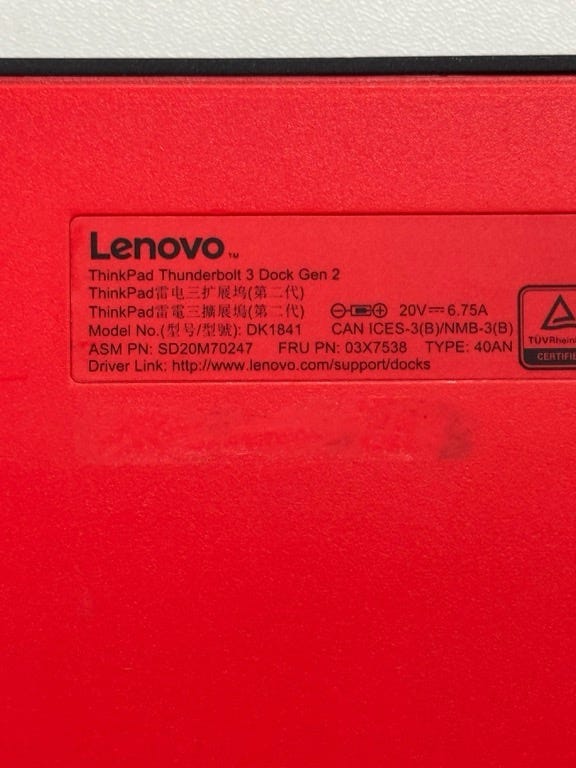 Lenovo™
ThinkPad Thunderbolt 3 Dock Gen 2
ThinkPad雷电三扩展坞(第二代)
ThinkPad雷電三擴展塢(第二代) 20V⎓6.75A
Model No.(型号/型號): DK1841 CAN ICES-3(B)/NMB-3(B)
ASM PN: SD20M70247 FRU PN: 03X7538 TYPE: 40AN
Driver Link: http://www.lenovo.com/support/docks
TÜVRhein
CERTIFIE